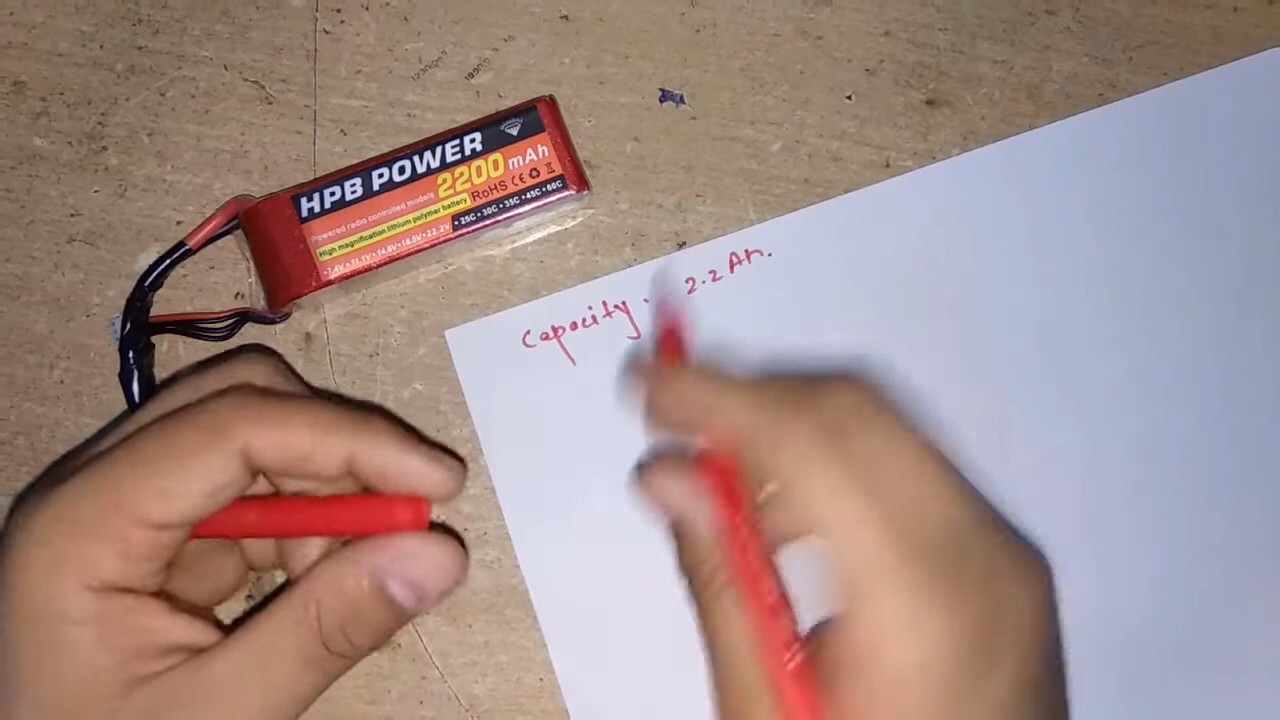 HPB POWER
Powered radio controlled models 2200 mAh
High magnification lithium polymer battery RoHS CE
•7.4V•11.1V•14.8V•18.5V•22.2V •25C•30C•35C•45C•60C
Capacity. 2.2 Ah.